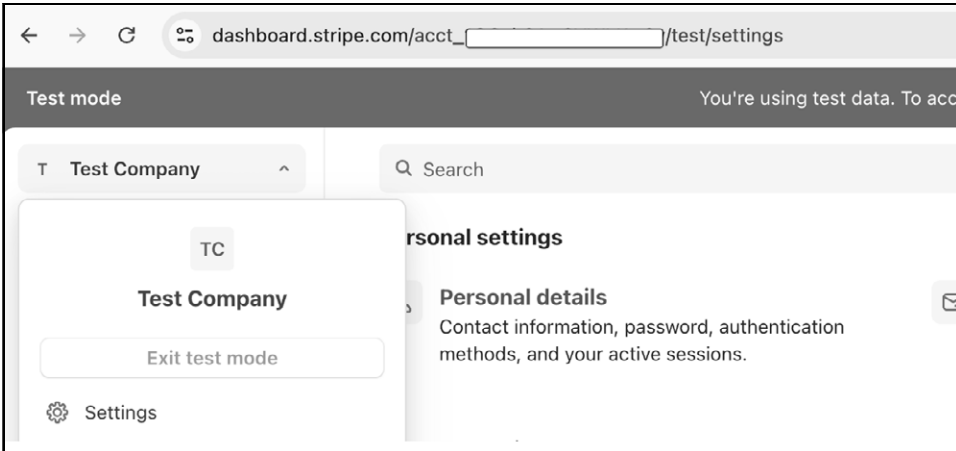 dashboard.stripe.com/acct_ /test/settings
Test mode
You're using test data. To acc
T Test Company
Search
TC
Test Company
Exit test mode
Settings
rsonal settings
Personal details
Contact information, password, authentication
methods, and your active sessions.